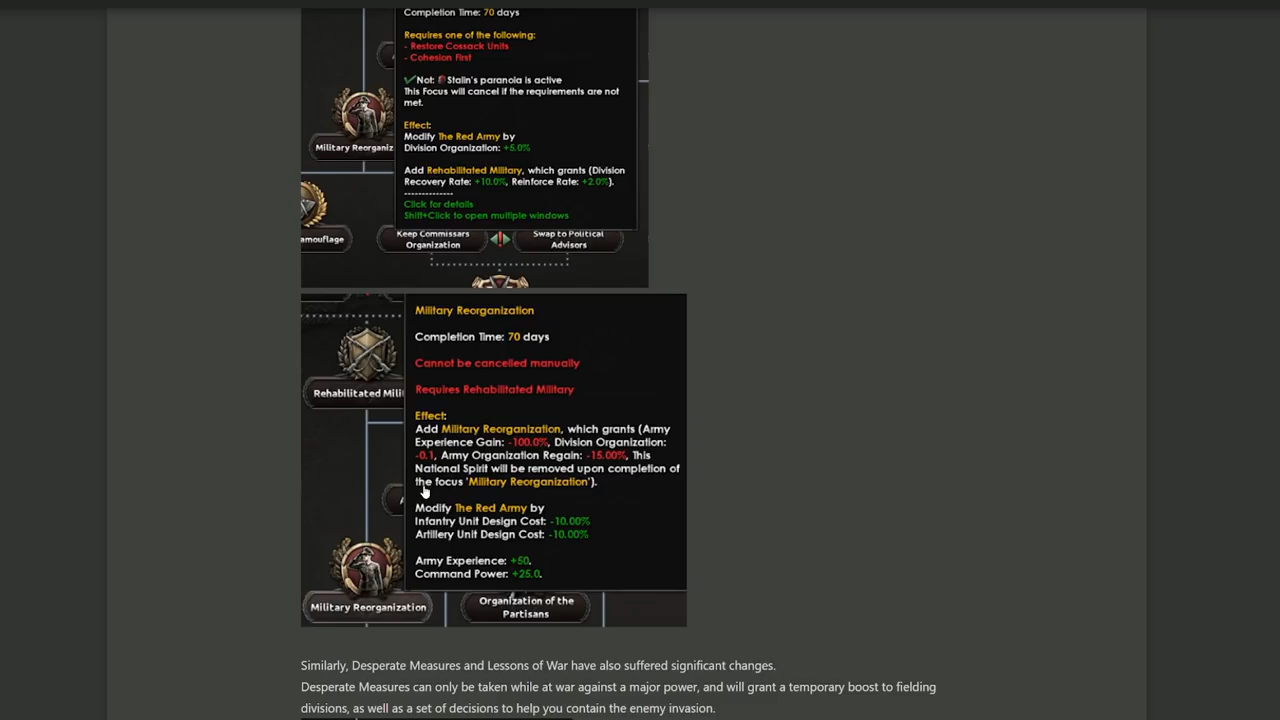 Completion Time: 70 days
Requires one of the following:
- Restore Cossack Units
- Cohesion First
Not: Stalin's paranoia is active
This Focus will cancel if the requirements are not
met.
Effect:
Modify The Red Army by
Division Organization: +5.0%
Add Rehabilitated Military, which grants (Division
Recovery Rate: +10.0%, Reinforce Rate: +2.0%).
--------------
Click for details
Shift+Click to open multiple windows
Military Reorganiz
amouflage
Keep Commissars
Organization
Swap to Political
Advisors
Military Reorganization
Completion Time: 70 days
Cannot be cancelled manually
Requires Rehabilitated Military
Effect:
Add Military Reorganization, which grants (Army
Experience Gain: -100.0%, Division Organization:
-0.1, Army Organization Regain: -15.00%, This
National Spirit will be removed upon completion of
the focus 'Military Reorganization').
Modify The Red Army by
Infantry Unit Design Cost: -10.00%
Artillery Unit Design Cost: -10.00%
Army Experience: +50.
Command Power: +25.0.
Rehabilitated Mili
A
Military Reorganization
Organization of the
Partisans
Similarly, Desperate Measures and Lessons of War have also suffered significant changes.
Desperate Measures can only be taken while at war against a major power, and will grant a temporary boost to fielding
divisions, as well as a set of decisions to help you contain the enemy invasion.